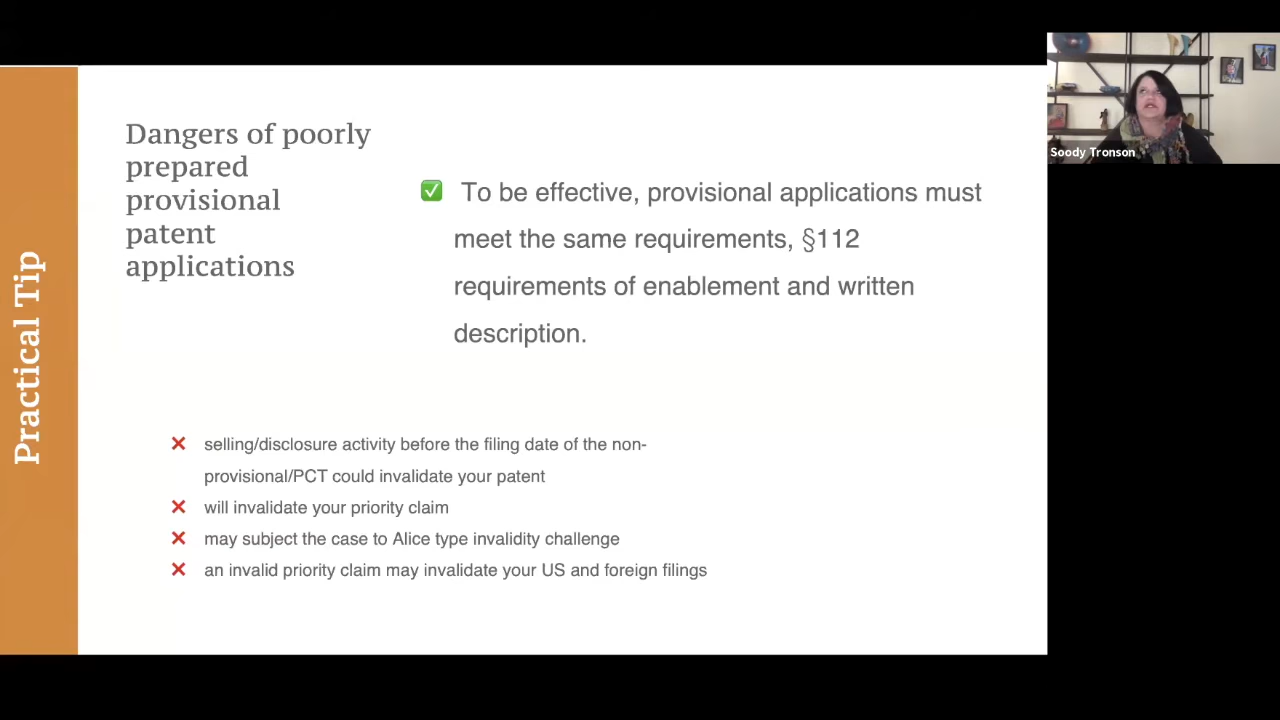 Practical Tip
Dangers of poorly
prepared
provisional
patent
applications
✅ To be effective, provisional applications must
meet the same requirements, §112
requirements of enablement and written
description.
❌ selling/disclosure activity before the filing date of the non-
provisional/PCT could invalidate your patent
❌ will invalidate your priority claim
❌ may subject the case to Alice type invalidity challenge
❌ an invalid priority claim may invalidate your US and foreign filings
Soody Tronson